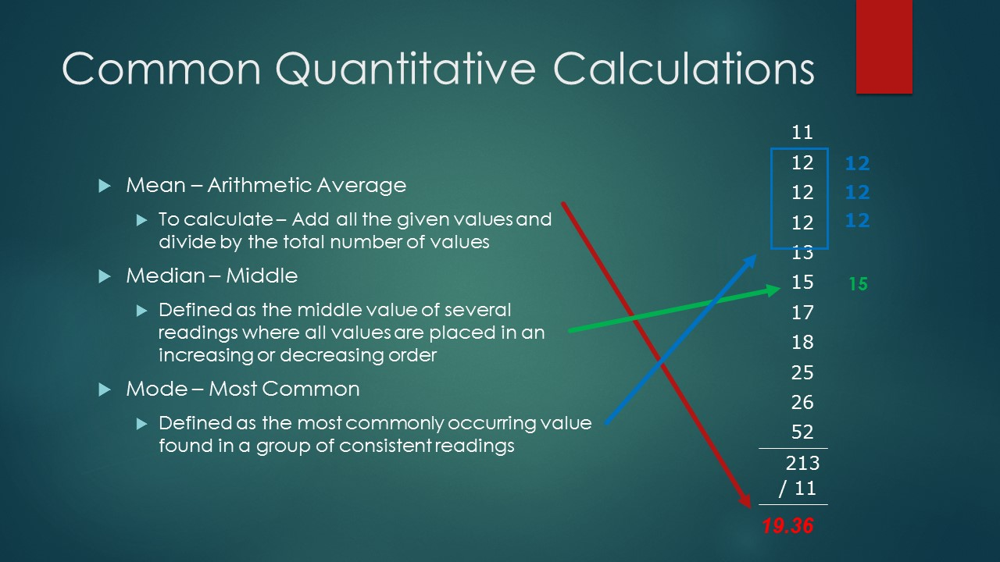 Common Quantitative Calculations
Mean – Arithmetic Average
To calculate – Add all the given values and
divide by the total number of values
Median – Middle
Defined as the middle value of several
readings where all values are placed in an
increasing or decreasing order
Mode – Most Common
Defined as the most commonly occurring value
found in a group of consistent readings
11
12 12
12 12
12 12
13
15 15
17
18
25
26
52
213
/ 11
19.36